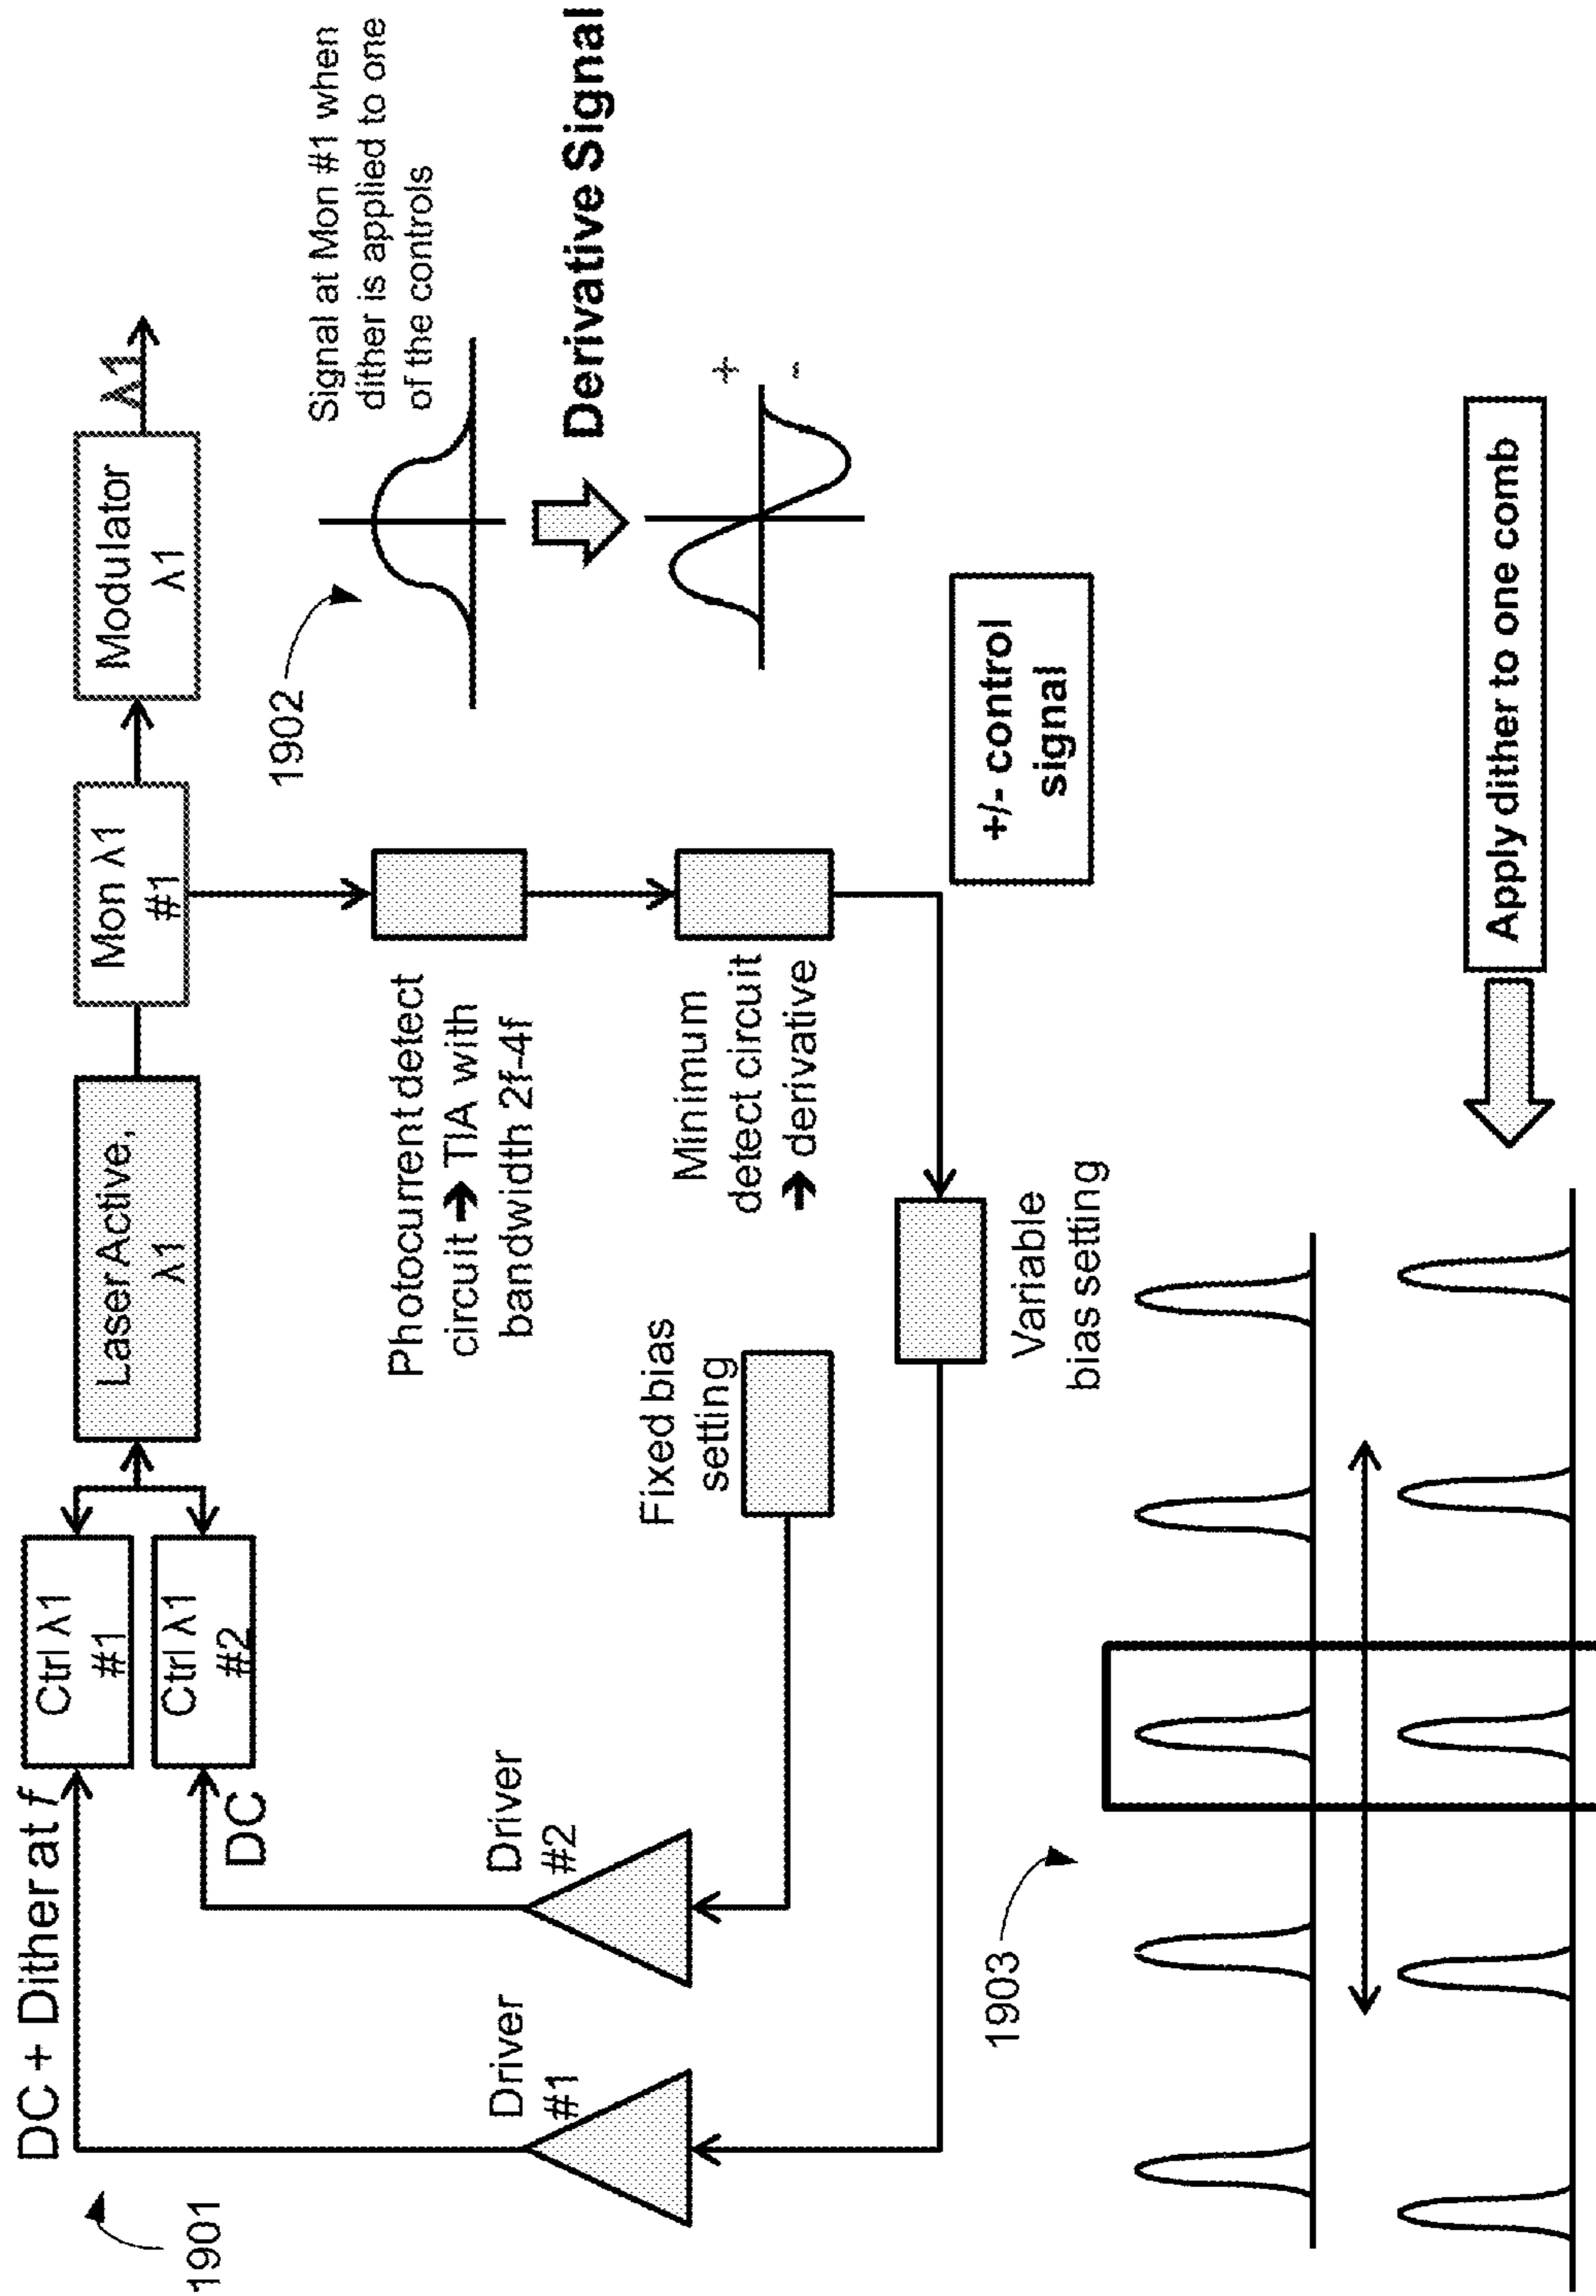 1901
DC + Dither at f
Ctrl λ1
#1
Ctrl λ1
#2
DC
Laser Active,
λ1
Mon λ1
#1
Modulator
λ1
λ1
Driver
#1
Driver
#2
Fixed bias
setting
Photocurrent detect
circuit ➔ TIA with
bandwidth 2f-4f
Minimum
detect circuit
➔ derivative
Variable
bias setting
+/- control
signal
1902
Signal at Mon #1 when
dither is applied to one
of the controls
Derivative Signal
+
-
1903
Apply dither to one comb